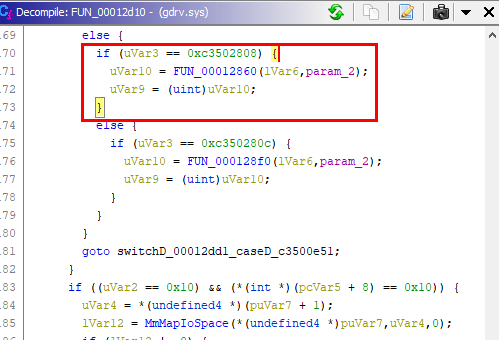 Decompile: FUN_00012d10 - (gdrv.sys)
169 else {
170 if (uVar3 == 0xc3502808) {
171 uVar10 = FUN_00012860(lVar6,param_2);
172 uVar9 = (uint)uVar10;
173 }
174 else {
175 if (uVar3 == 0xc350280c) {
176 uVar10 = FUN_000128f0(lVar6,param_2);
177 uVar9 = (uint)uVar10;
178 }
179 }
180 }
181 goto switchD_00012dd1_caseD_c3500e51;
182 }
183 if ((uVar2 == 0x10) && (*(int *)(pcVar5 + 8) == 0x10)) {
184 uVar4 = *(undefined4 *)(puVar7 + 1);
185 lVar12 = MmMapIoSpace(*(undefined4 *)puVar7,uVar4,0);